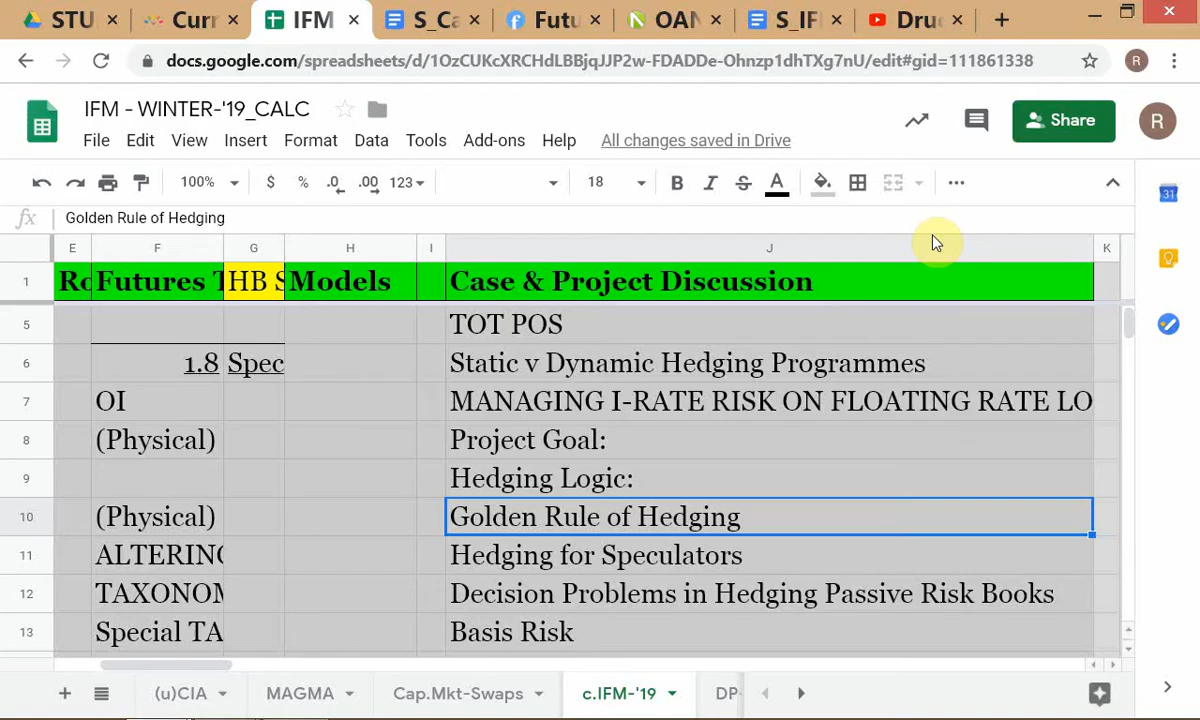 STU
Curr
IFM
S_Ca
Futu
OAN
S_IFI
Dru
docs.google.com/spreadsheets/d/1OzCUKcXRCHdLBBjqJJP2w-FDADDe-Ohnzp1dhTXg7nU/edit#gid=111861338
R
IFM - WINTER-'19_CALC
File Edit View Insert Format Data Tools Add-ons Help All changes saved in Drive
Share
R
100% $ % .0 .00 123 18 B I S A
31
fx Golden Rule of Hedging
E F G H I J K
1 Ro Futures T HB S Models Case & Project Discussion
5 TOT POS
6 1.8 Spec Static v Dynamic Hedging Programmes
7 OI MANAGING I-RATE RISK ON FLOATING RATE LO
8 (Physical) Project Goal:
9 Hedging Logic:
10 (Physical) Golden Rule of Hedging
11 ALTERING Hedging for Speculators
12 TAXONOM Decision Problems in Hedging Passive Risk Books
13 Special TA Basis Risk
(u)CIA MAGMA Cap.Mkt-Swaps c.IFM-'19 DP